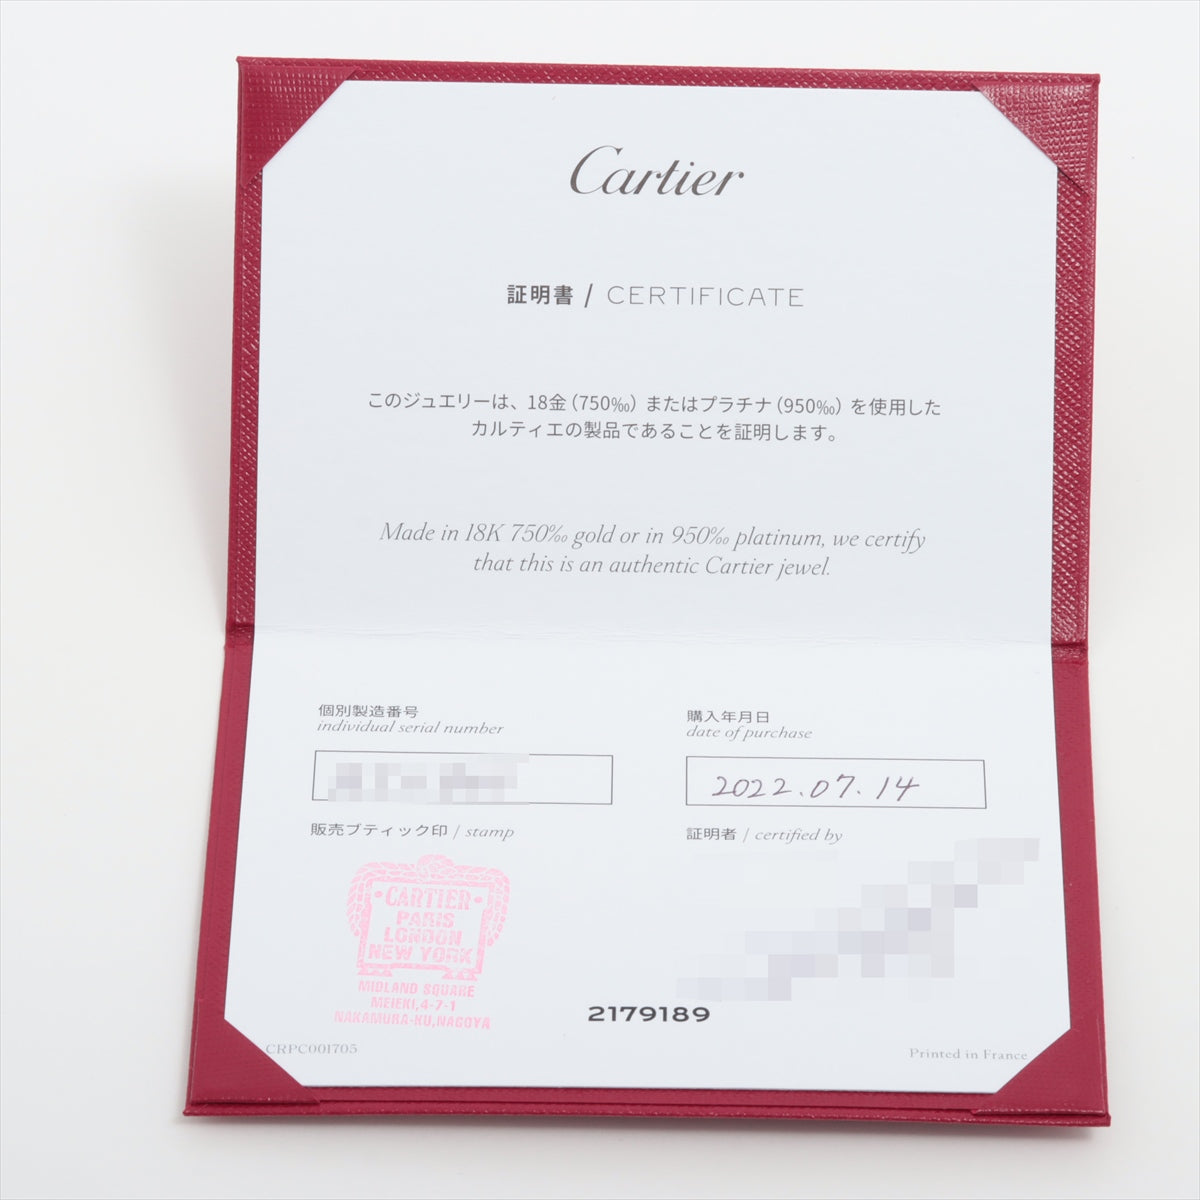 Cartier
証明書 / CERTIFICATE
このジュエリーは、18金（750‰）またはプラチナ（950‰）を使用した
カルティエの製品であることを証明します。
Made in 18K 750‰ gold or in 950‰ platinum, we certify
that this is an authentic Cartier jewel.
個別製造番号
individual serial number
購入年月日
date of purchase
2022.07.14
販売ブティック印 / stamp
証明者 / certified by
CARTIER
PARIS
LONDON
NEW YORK
MIDLAND SQUARE
MEIEKI,4-7-1
NAKAMURA-KU,NAGOYA
2179189
CRPC001705
Printed in France